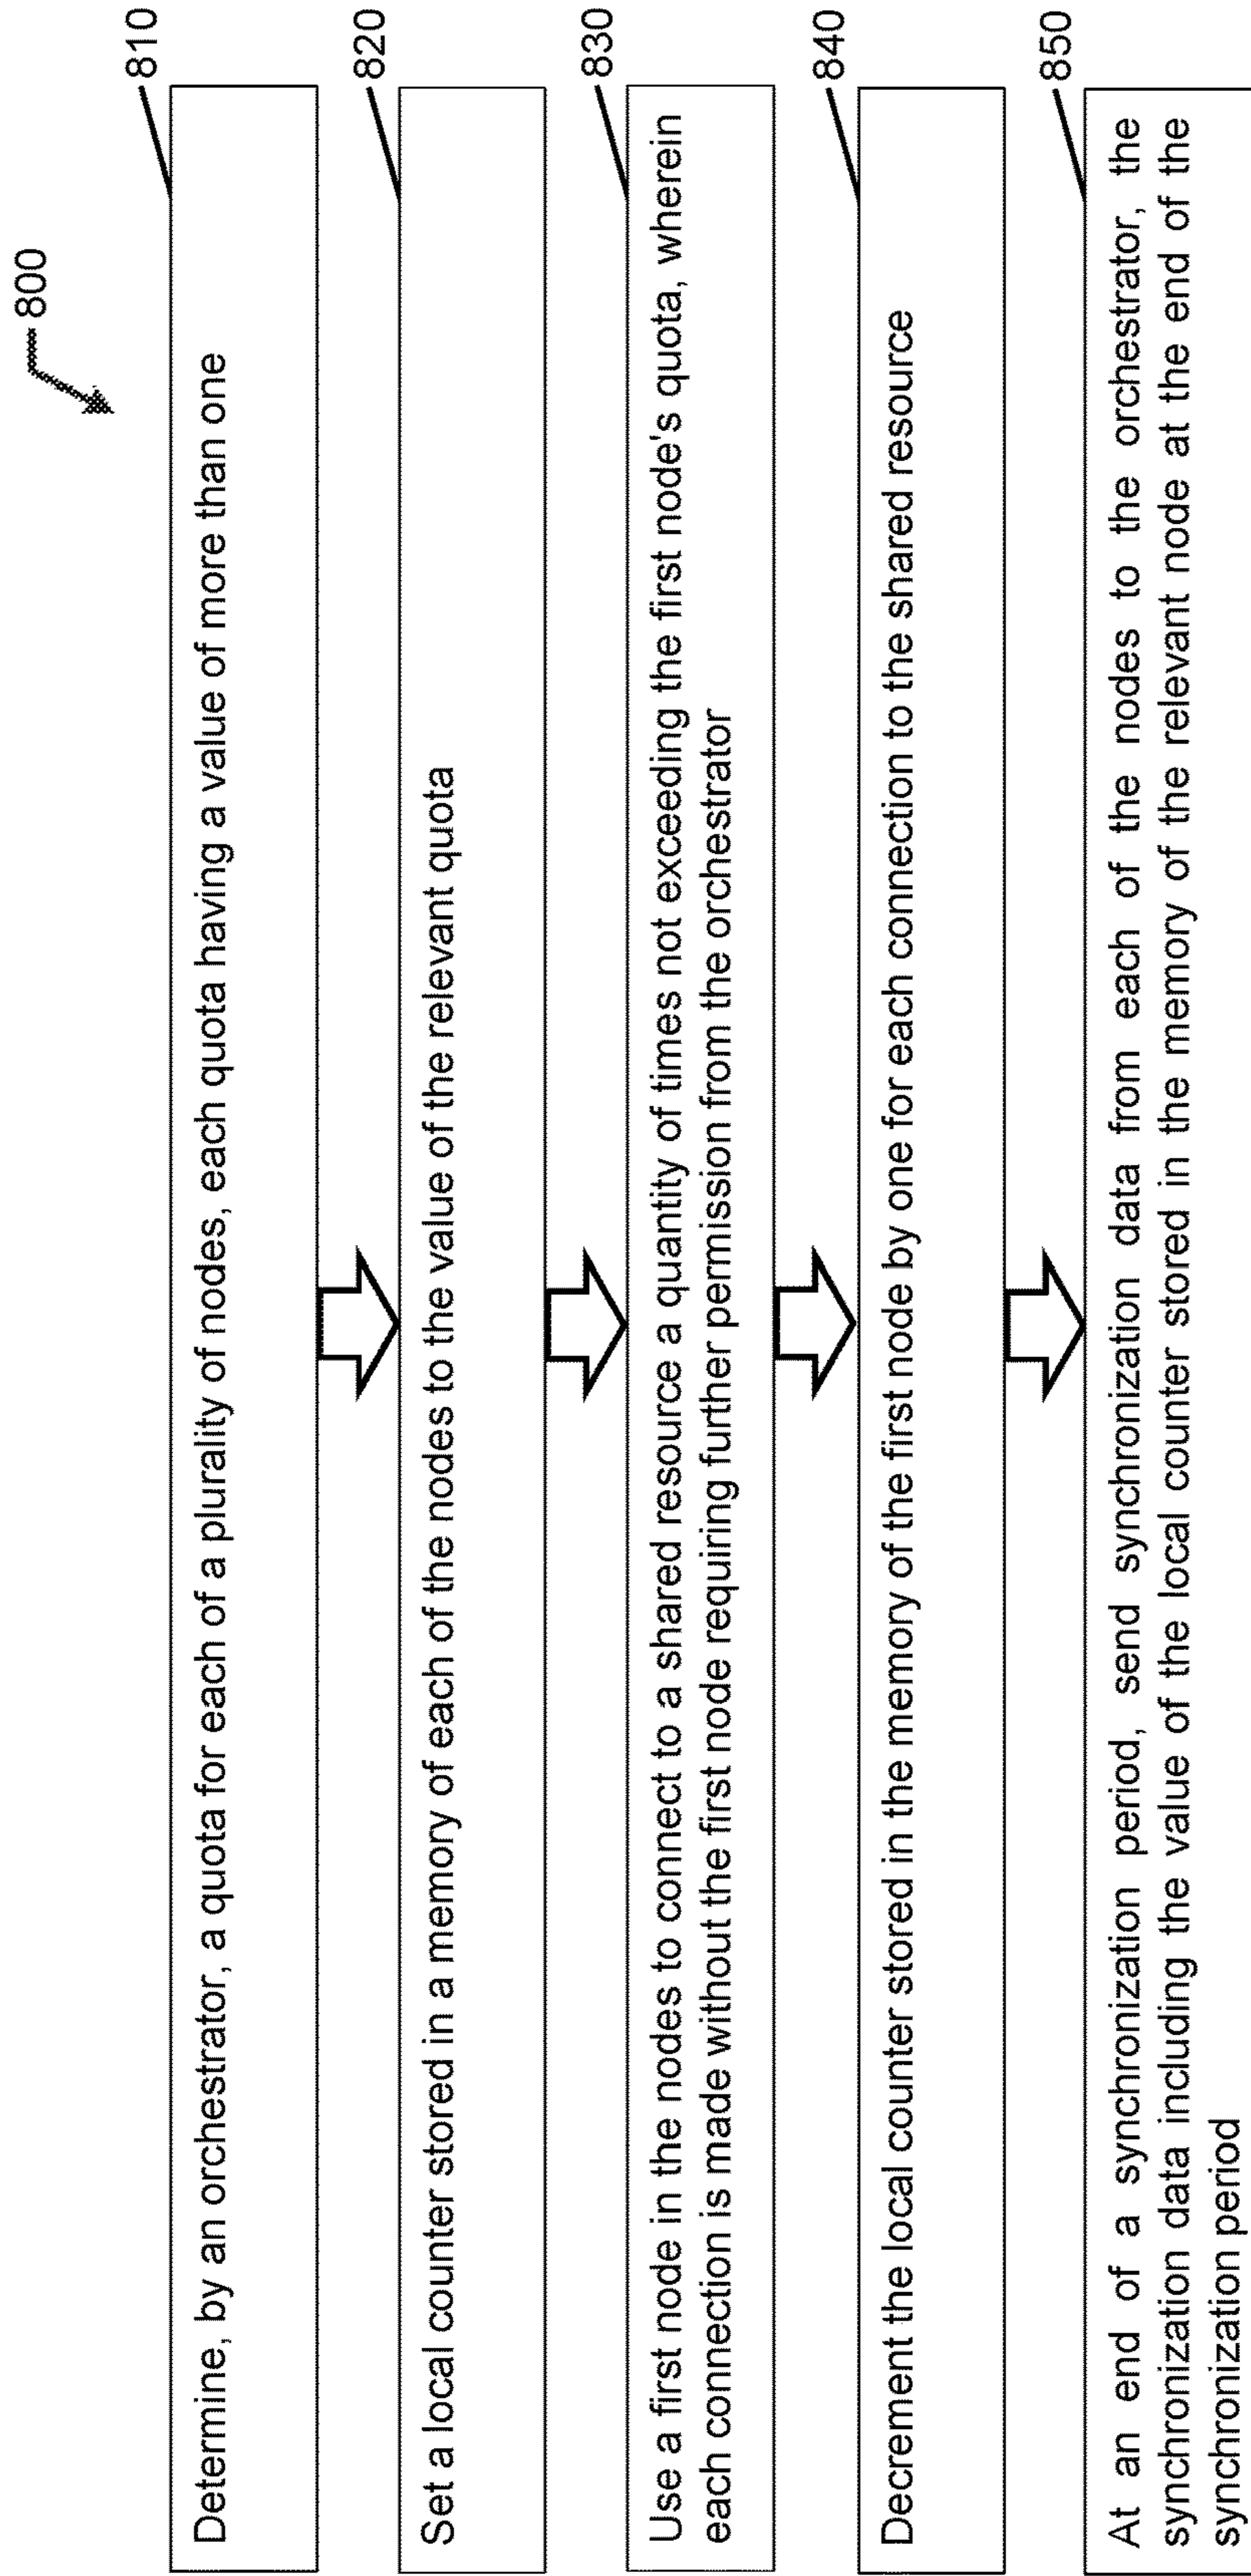 800
810
Determine, by an orchestrator, a quota for each of a plurality of nodes, each quota having a value of more than one
820
Set a local counter stored in a memory of each of the nodes to the value of the relevant quota
830
Use a first node in the nodes to connect to a shared resource a quantity of times not exceeding the first node's quota, wherein
each connection is made without the first node requiring further permission from the orchestrator
840
Decrement the local counter stored in the memory of the first node by one for each connection to the shared resource
850
At an end of a synchronization period, send synchronization data from each of the nodes to the orchestrator, the
synchronization data including the value of the local counter stored in the memory of the relevant node at the end of the
synchronization period